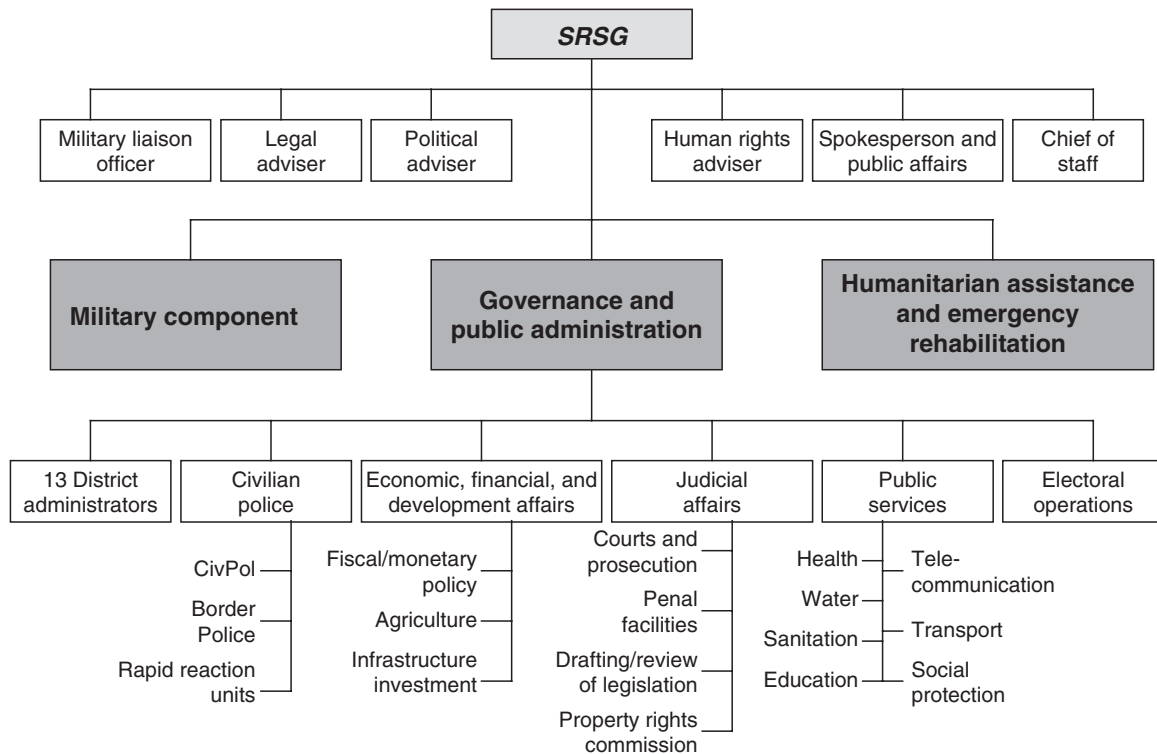 SRSG
Military liaison
officer
Legal
adviser
Political
adviser
Human rights
adviser
Spokesperson and
public affairs
Chief of
staff
Military component
Governance and
public administration
Humanitarian assistance
and emergency
rehabilitation
13 District
administrators
Civilian
police
Economic, financial, and
development affairs
Judicial
affairs
Public
services
Electoral
operations
CivPol
Border
Police
Rapid reaction
units
Fiscal/monetary
policy
Agriculture
Infrastructure
investment
Courts and
prosecution
Penal
facilities
Drafting/review
of legislation
Property rights
commission
Health
Water
Sanitation
Education
Tele-
communication
Transport
Social
protection